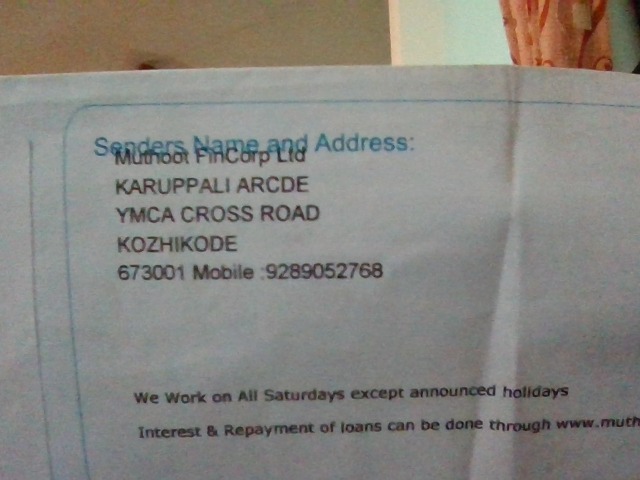 Senders Name and Address:
Muthoot FinCorp Ltd
KARUPPALI ARCDE
YMCA CROSS ROAD
KOZHIKODE
673001 Mobile :9289052768
We Work on All Saturdays except announced holidays
Interest & Repayment of loans can be done through www.muth